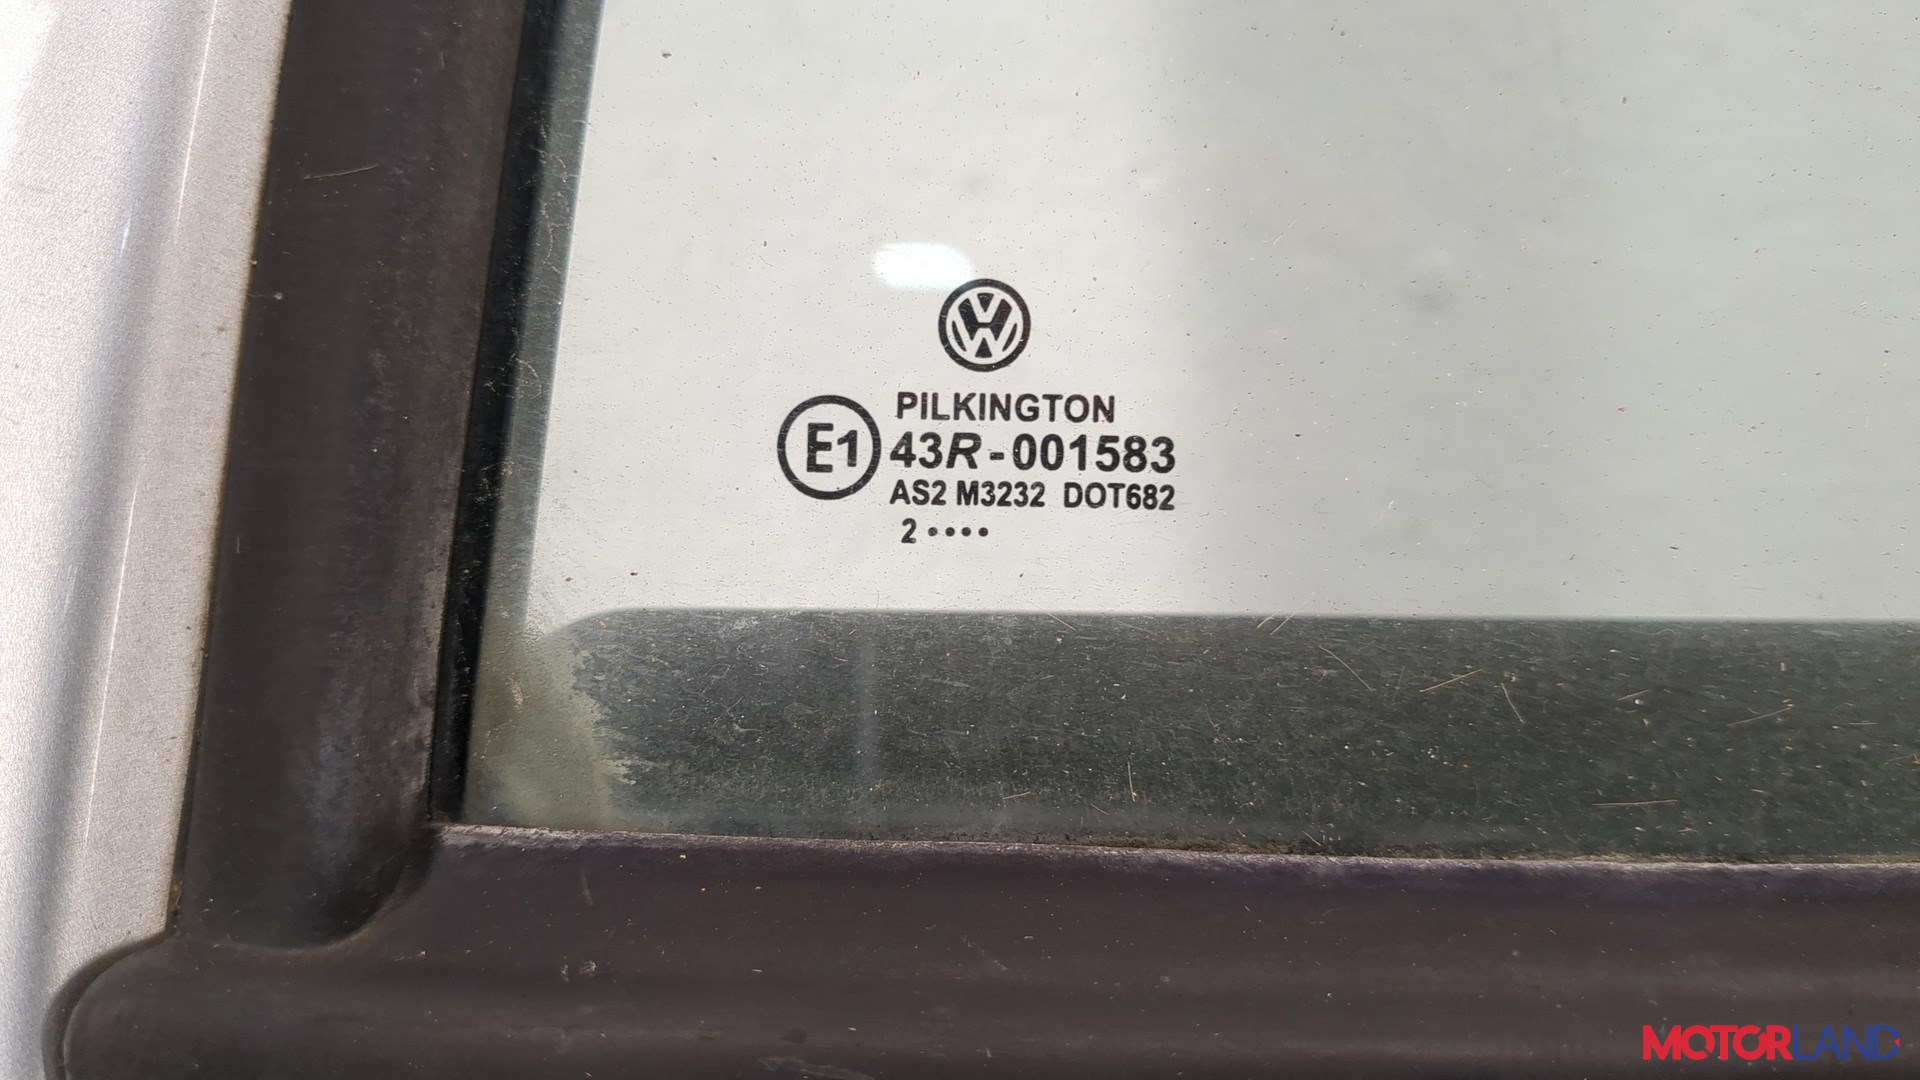 VW
PILKINGTON
E1 43R-001583
AS2 M3232 DOT682
2••••
MOTORLAND